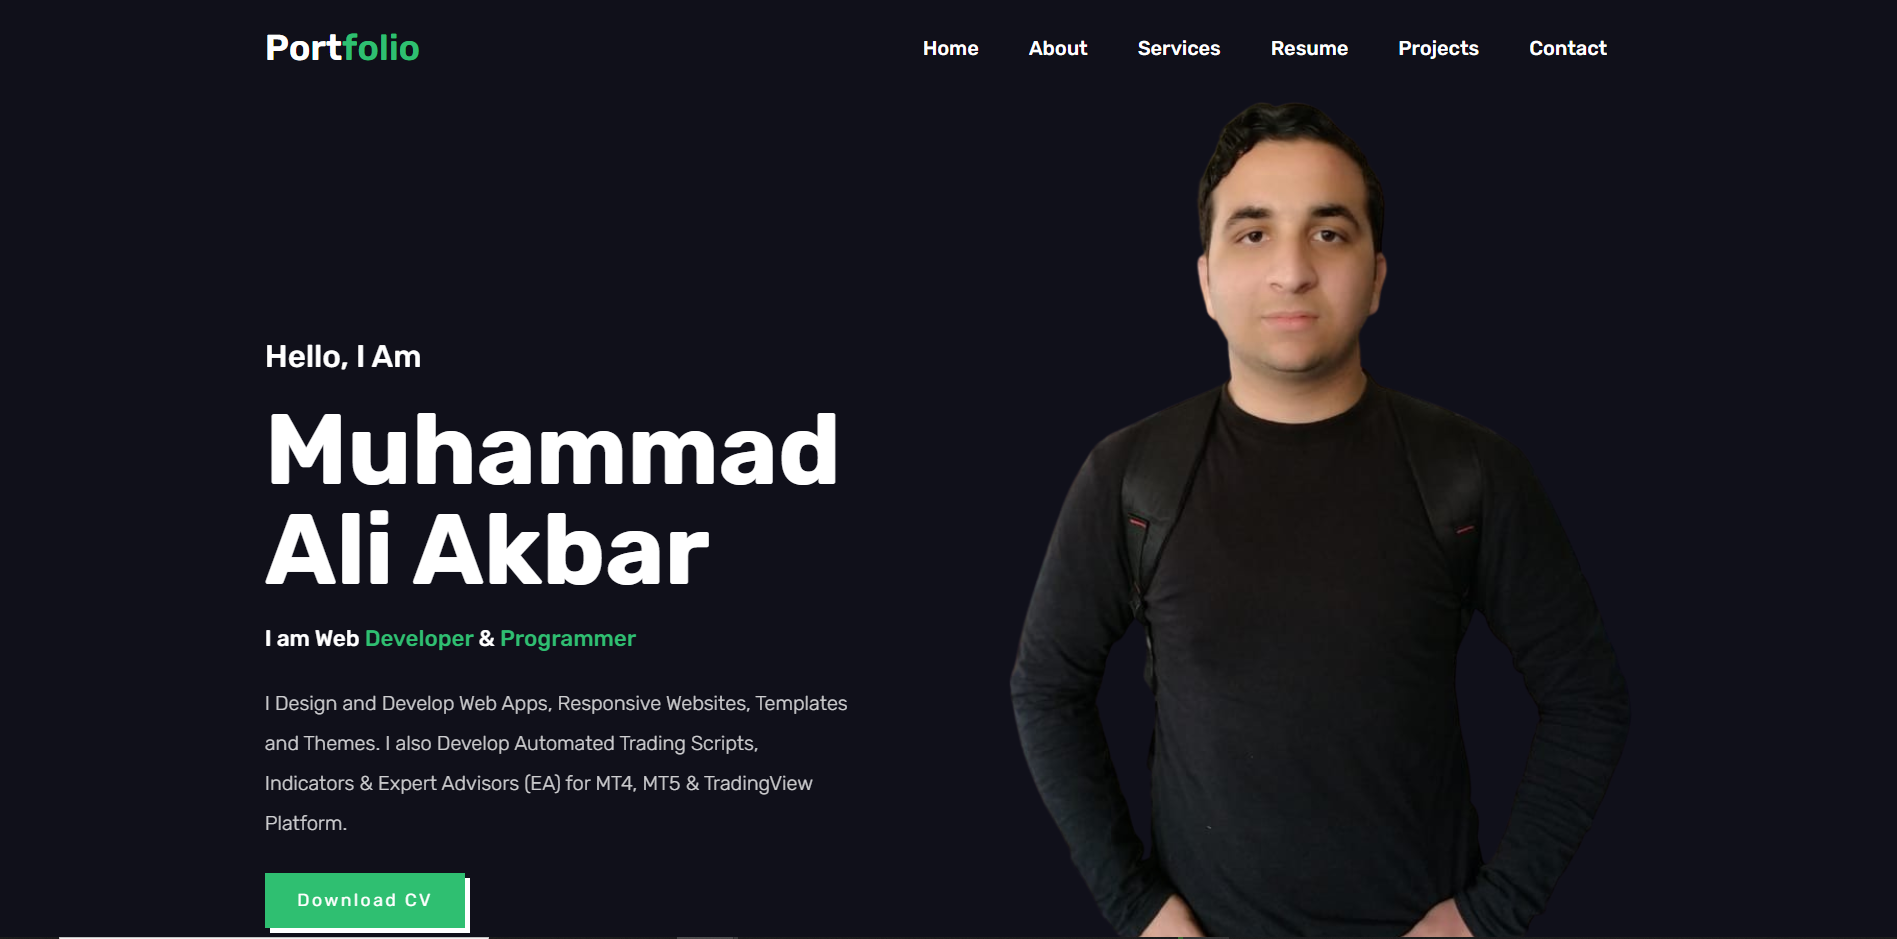 Portfolio
Home About Services Resume Projects Contact
Hello, I Am
Muhammad
Ali Akbar
I am Web Developer & Programmer
I Design and Develop Web Apps, Responsive Websites, Templates
and Themes. I also Develop Automated Trading Scripts,
Indicators & Expert Advisors (EA) for MT4, MT5 & TradingView
Platform.
Download CV